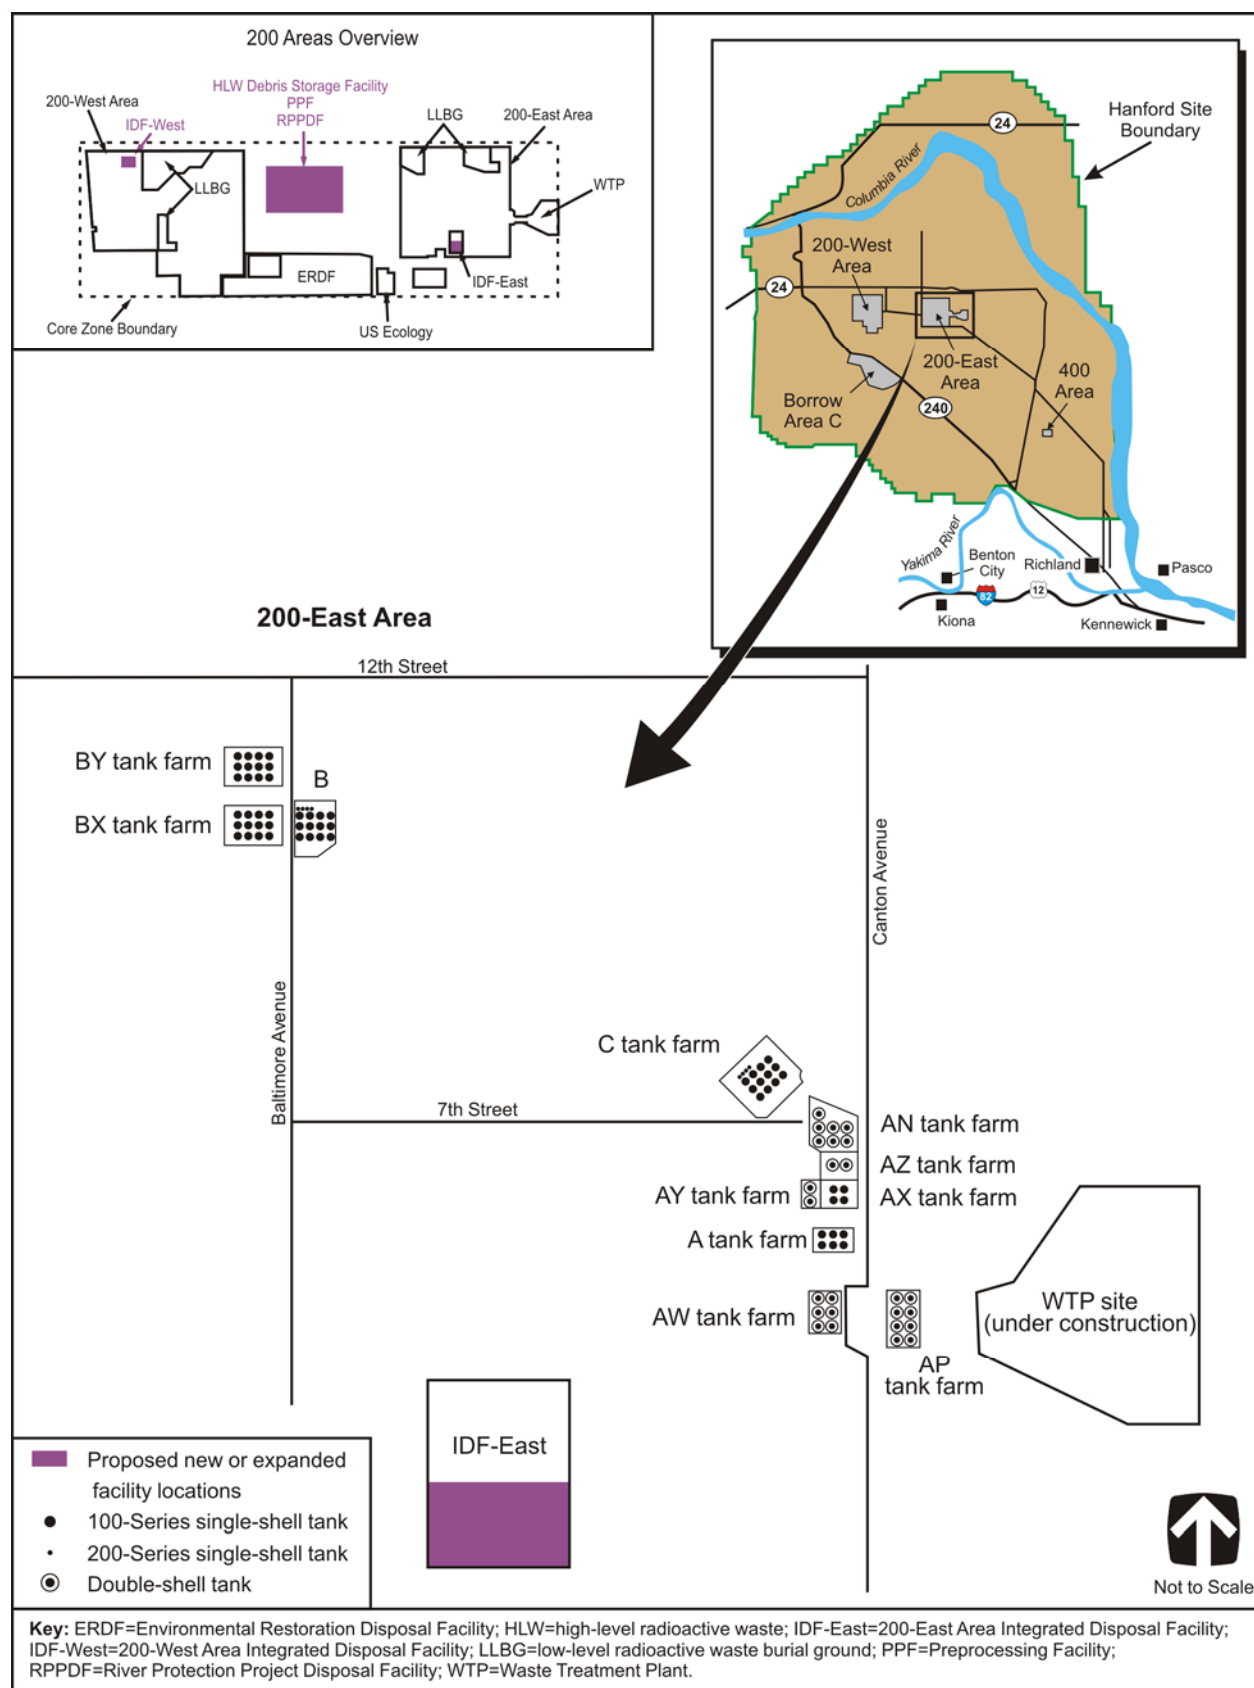 200 Areas Overview
HLW Debris Storage Facility
PPF
RPPDF
200-West Area
IDF-West
LLBG
LLBG
200-East Area
WTP
ERDF
IDF-East
Core Zone Boundary
US Ecology
Hanford Site
Boundary
24
Columbia River
200-West
Area
24
200-East
Area
400
Area
Borrow
Area C
240
Yakima River
Benton
City
Richland
Pasco
82
12
Kiona
Kennewick
200-East Area
12th Street
BY tank farm
B
BX tank farm
Canton Avenue
Baltimore Avenue
C tank farm
7th Street
AN tank farm
AZ tank farm
AY tank farm
AX tank farm
A tank farm
AW tank farm
WTP site
(under construction)
AP
tank farm
IDF-East
Proposed new or expanded
facility locations
100-Series single-shell tank
200-Series single-shell tank
Double-shell tank
Not to Scale
Key: ERDF=Environmental Restoration Disposal Facility; HLW=high-level radioactive waste; IDF-East=200-East Area Integrated Disposal Facility;
IDF-West=200-West Area Integrated Disposal Facility; LLBG=low-level radioactive waste burial ground; PPF=Preprocessing Facility;
RPPDF=River Protection Project Disposal Facility; WTP=Waste Treatment Plant.